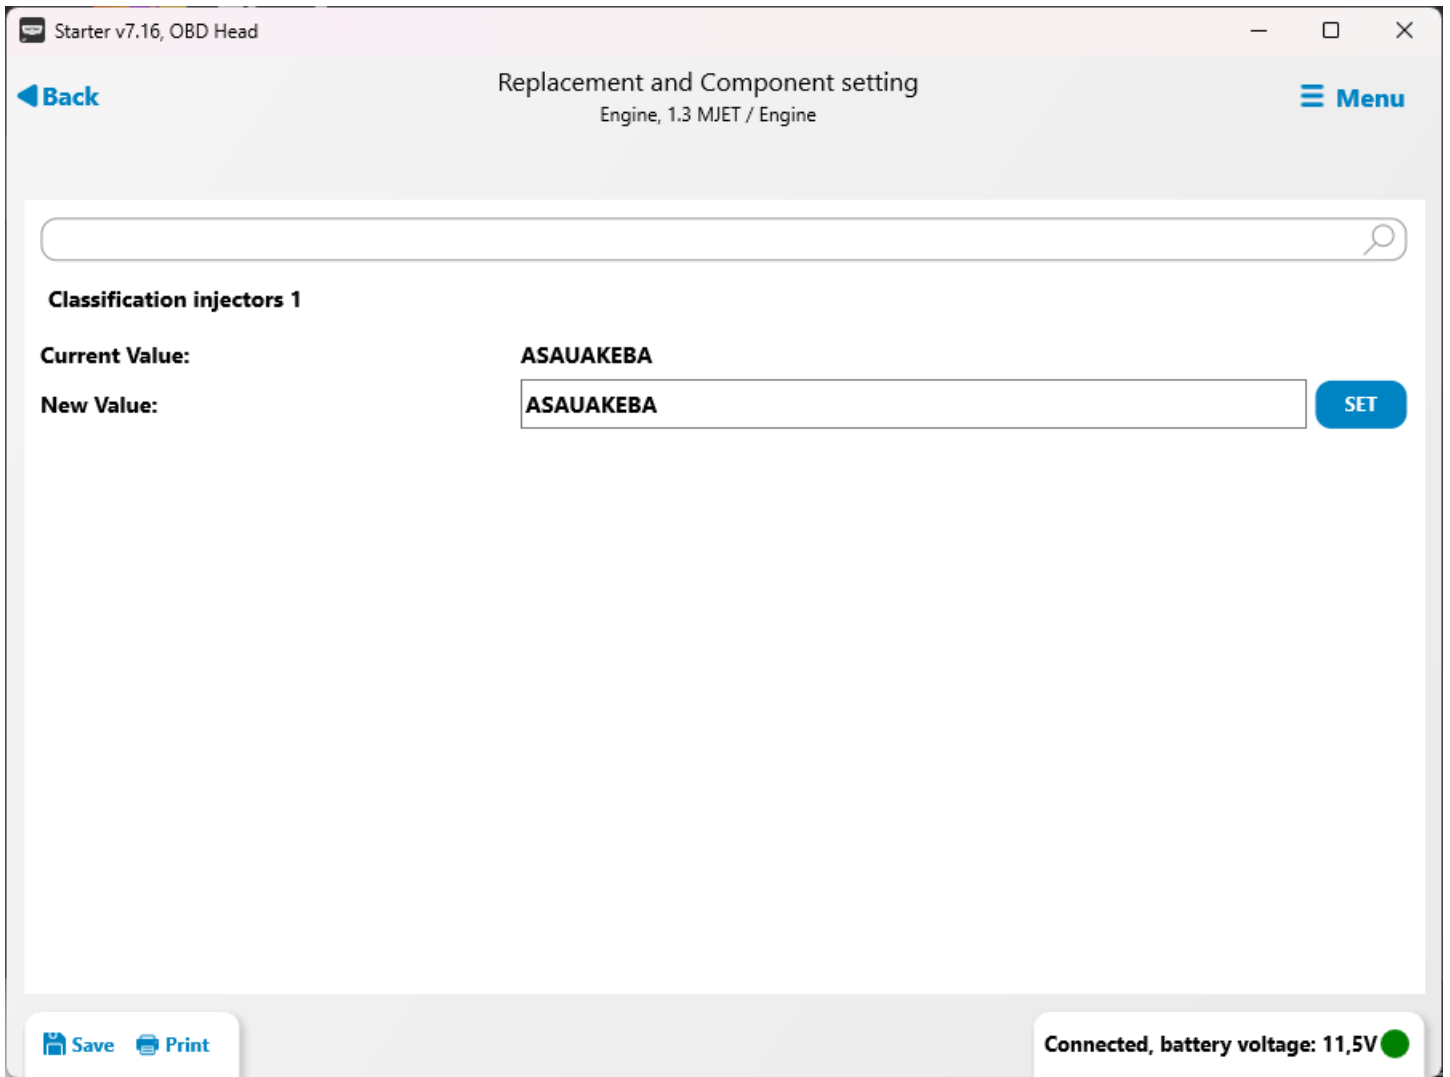 Starter v7.16, OBD Head
Back
Replacement and Component setting
Engine, 1.3 MJET / Engine
Menu
Classification injectors 1
Current Value: ASAUAKEBA
New Value: ASAUAKEBA SET
Save Print
Connected, battery voltage: 11,5V